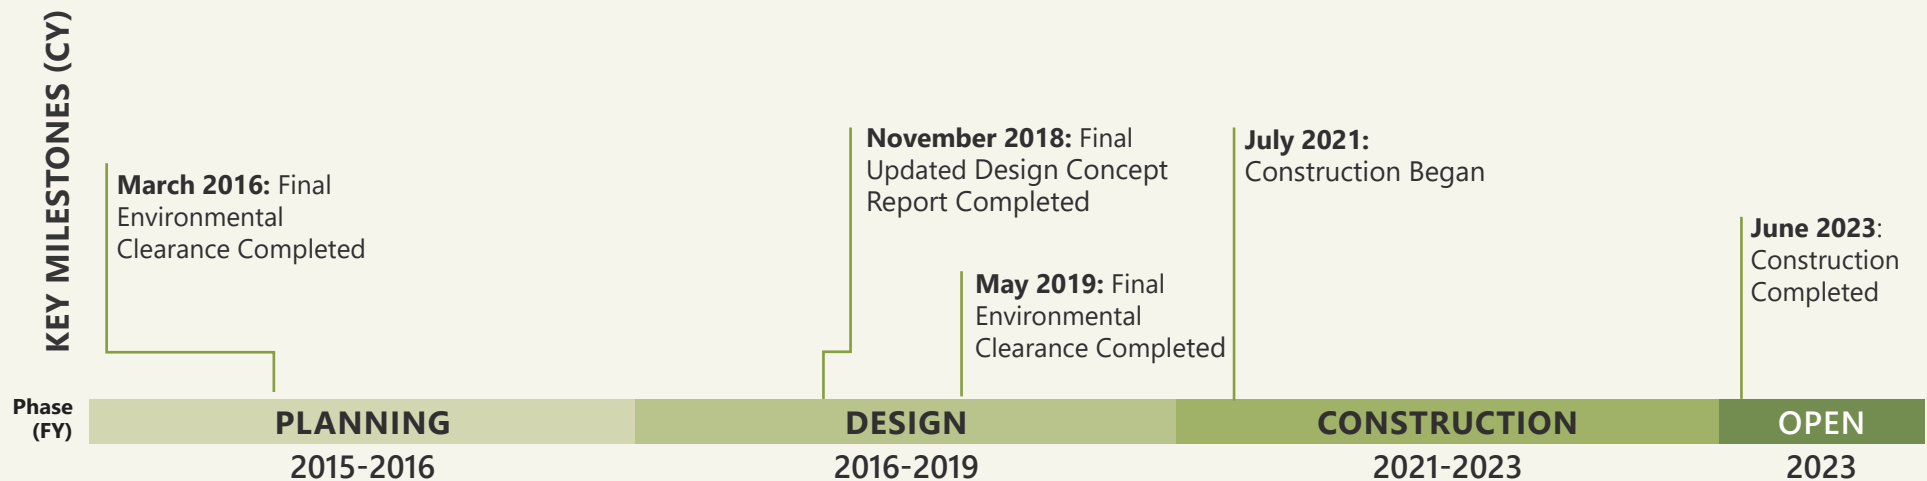 KEY MILESTONES (CY)
March 2016: Final
Environmental
Clearance Completed
November 2018: Final
Updated Design Concept
Report Completed
May 2019: Final
Environmental
Clearance Completed
July 2021:
Construction Began
June 2023:
Construction
Completed
Phase
(FY)
PLANNING
DESIGN
CONSTRUCTION
OPEN
2015-2016
2016-2019
2021-2023
2023